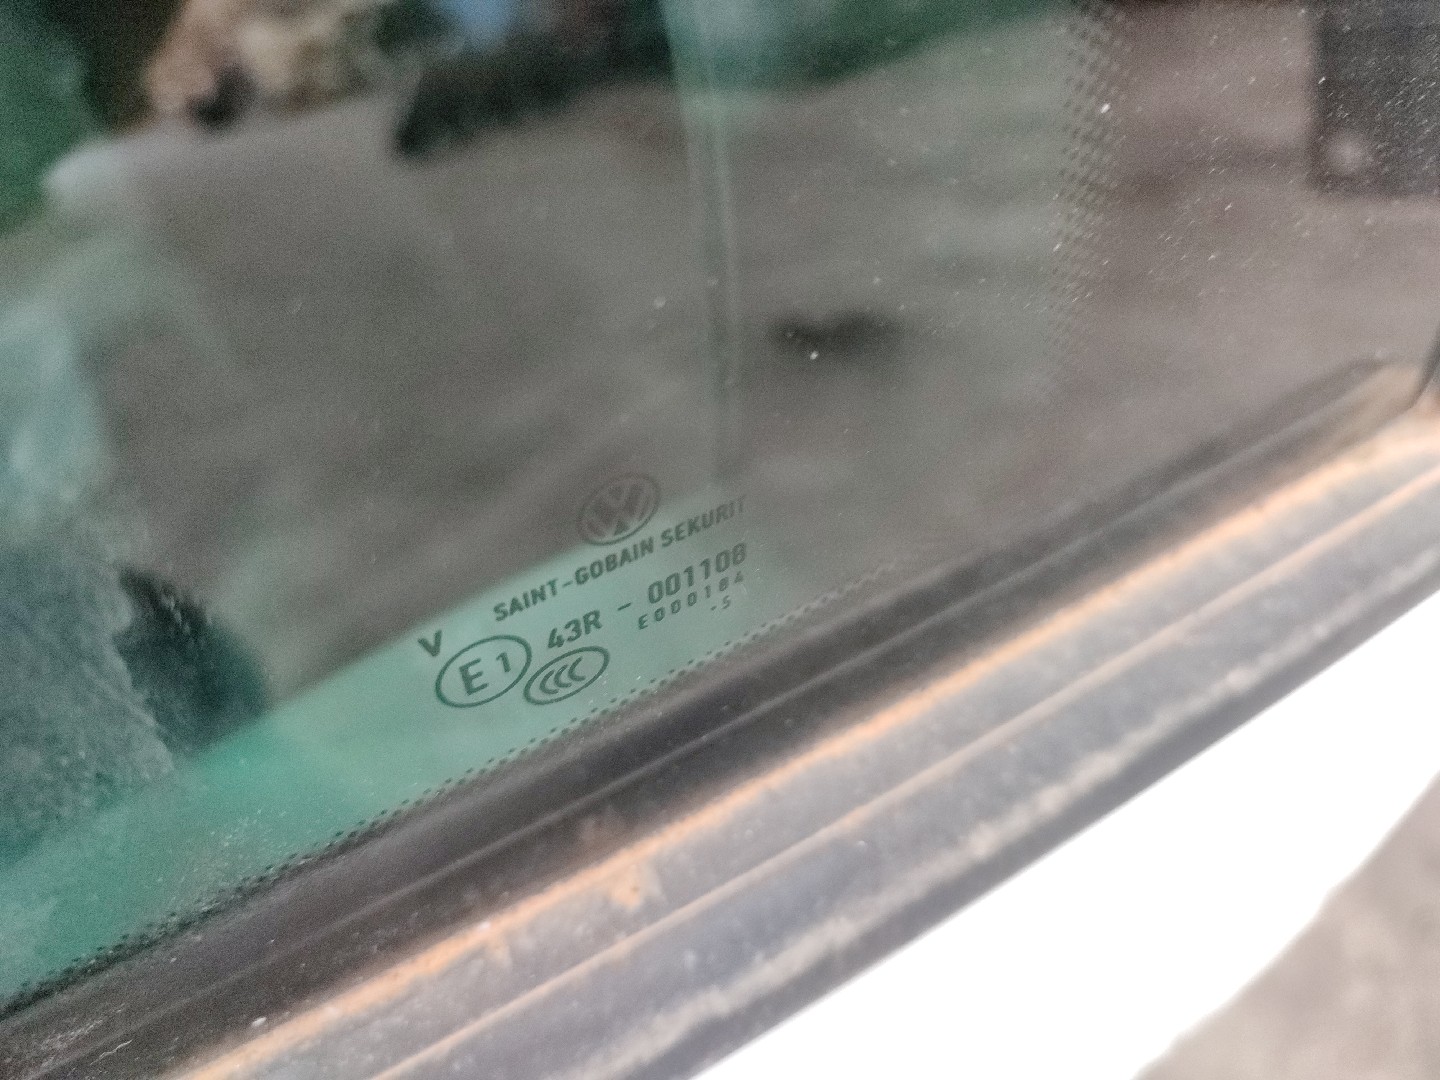 SAINT-GOBAIN SEKURIT
V
E1 43R - 001108
CCC E000184
-5